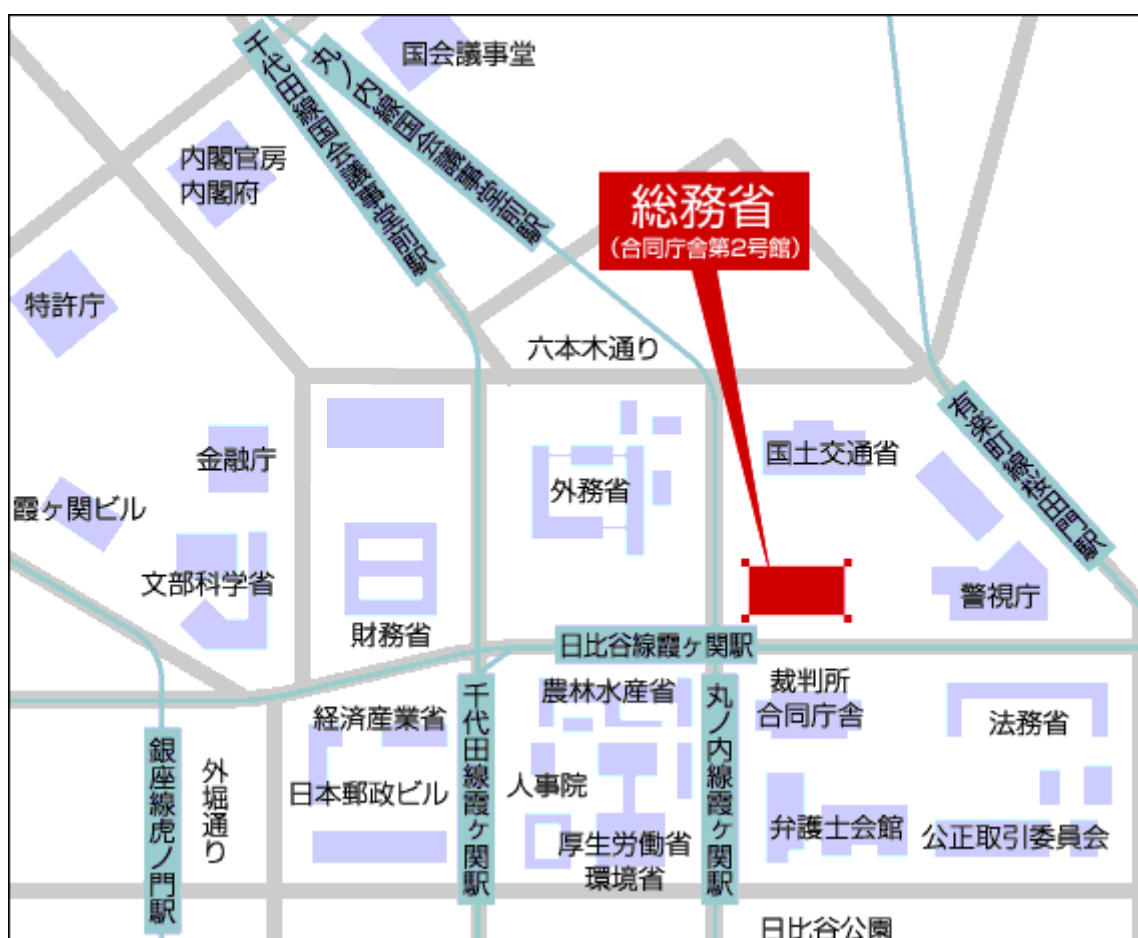 国会議事堂
千代田線国会議事堂前駅
丸ノ内線国会議事堂前駅
内閣官房
内閣府
総務省
(合同庁舎第2号館)
特許庁
六本木通り
有楽町線桜田門駅
金融庁
外務省
国土交通省
霞ヶ関ビル
文部科学省
財務省
警視庁
日比谷線霞ヶ関駅
経済産業省
千代田線霞ヶ関駅
農林水産省
丸ノ内線霞ヶ関駅
裁判所
合同庁舎
法務省
銀座線虎ノ門駅
外堀通り
日本郵政ビル
人事院
厚生労働省
環境省
弁護士会館
公正取引委員会
日比谷公園